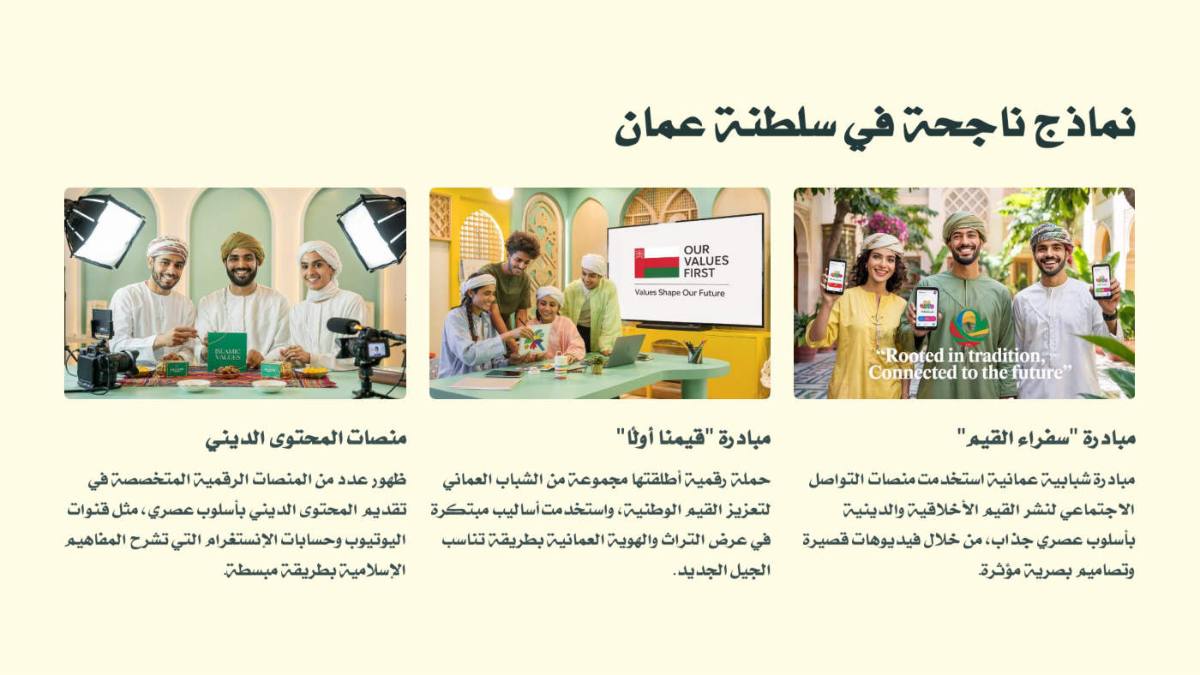 نماذج ناجحة في سلطنة عمان
“Rooted in tradition,
Connected to the future”
مبادرة "سفراء القيم"
مبادرة شبابية عمانية استخدمت منصات التواصل
الاجتماعي لنشر القيم الأخلاقية والدينية
بأسلوب عصري جذاب، من خلال فيديوهات قصيرة
وتصاميم بصرية مؤثرة.
OUR
VALUES
FIRST
Values Shape Our Future
مبادرة "قيمنا أولًا"
حملة رقمية أطلقتها مجموعة من الشباب العماني
لتعزيز القيم الوطنية، واستخدمت أساليب مبتكرة
في عرض التراث والهوية العمانية بطريقة تناسب
الجيل الجديد.
ISLAMIC
VALUES
منصات المحتوى الديني
ظهور عدد من المنصات الرقمية المتخصصة في
تقديم المحتوى الديني بأسلوب عصري، مثل قنوات
اليوتيوب وحسابات الإنستغرام التي تشرح المفاهيم
الإسلامية بطريقة مبسطة.